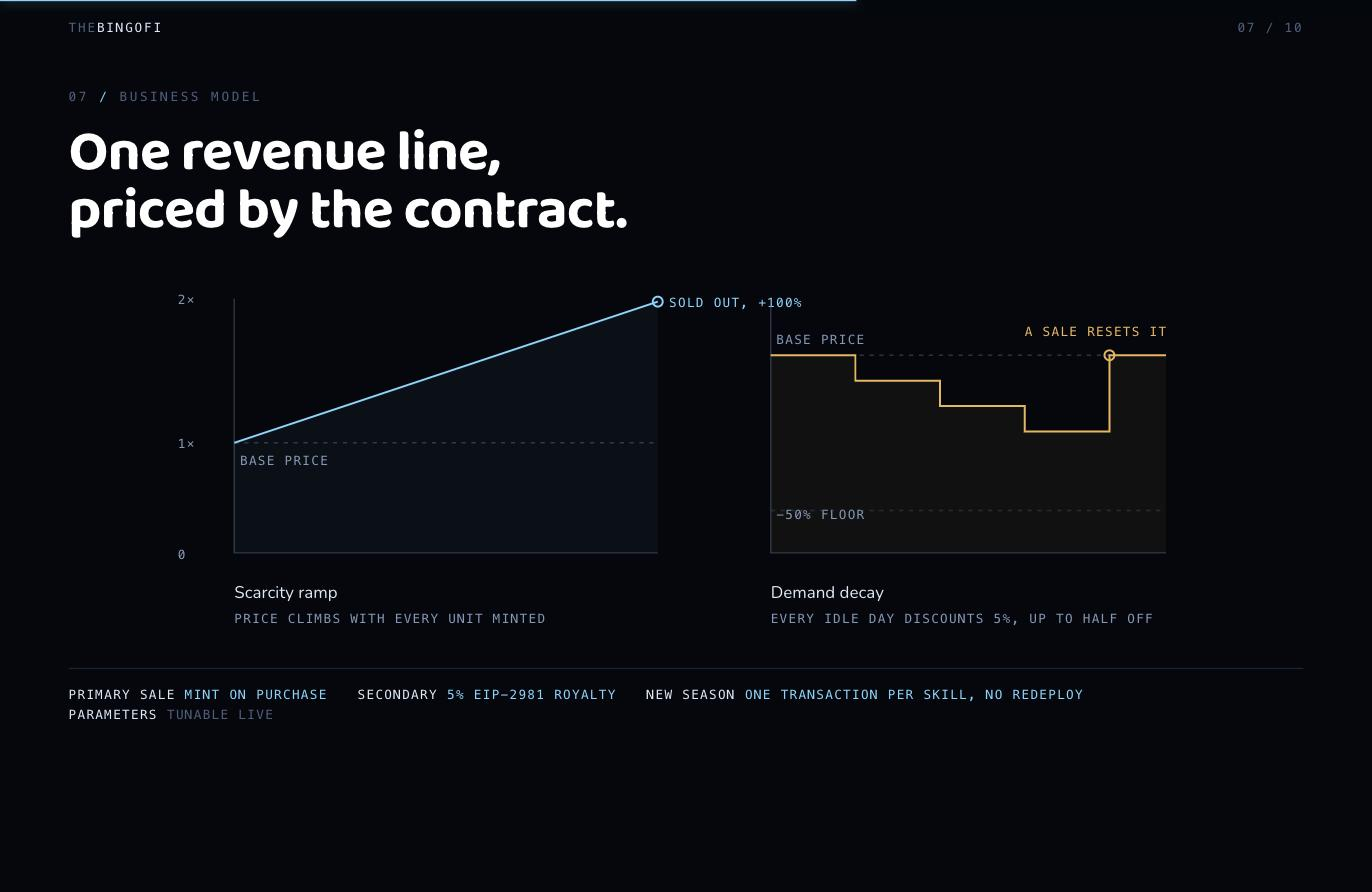 THEBINGOFI
07 / 10
07 / BUSINESS MODEL
One revenue line,
priced by the contract.
2×
SOLD OUT, +100%
1×
BASE PRICE
0
Scarcity ramp
PRICE CLIMBS WITH EVERY UNIT MINTED
A SALE RESETS IT
BASE PRICE
−50% FLOOR
Demand decay
EVERY IDLE DAY DISCOUNTS 5%, UP TO HALF OFF
PRIMARY SALE MINT ON PURCHASE SECONDARY 5% EIP−2981 ROYALTY NEW SEASON ONE TRANSACTION PER SKILL, NO REDEPLOY
PARAMETERS TUNABLE LIVE